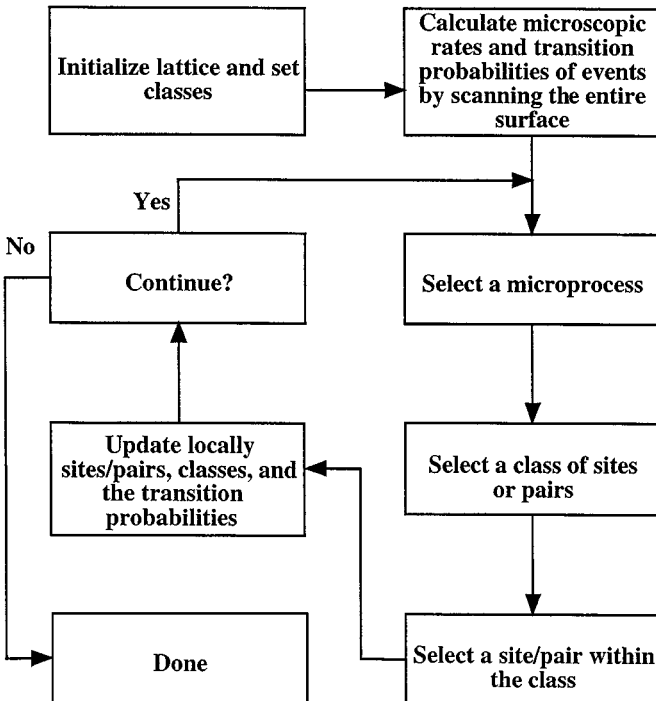 Initialize lattice and set
classes
Calculate microscopic
rates and transition
probabilities of events
by scanning the entire
surface
Yes
No
Continue?
Select a microprocess
Update locally
sites/pairs, classes, and
the transition
probabilities
Select a class of sites
or pairs
Done
Select a site/pair within
the class